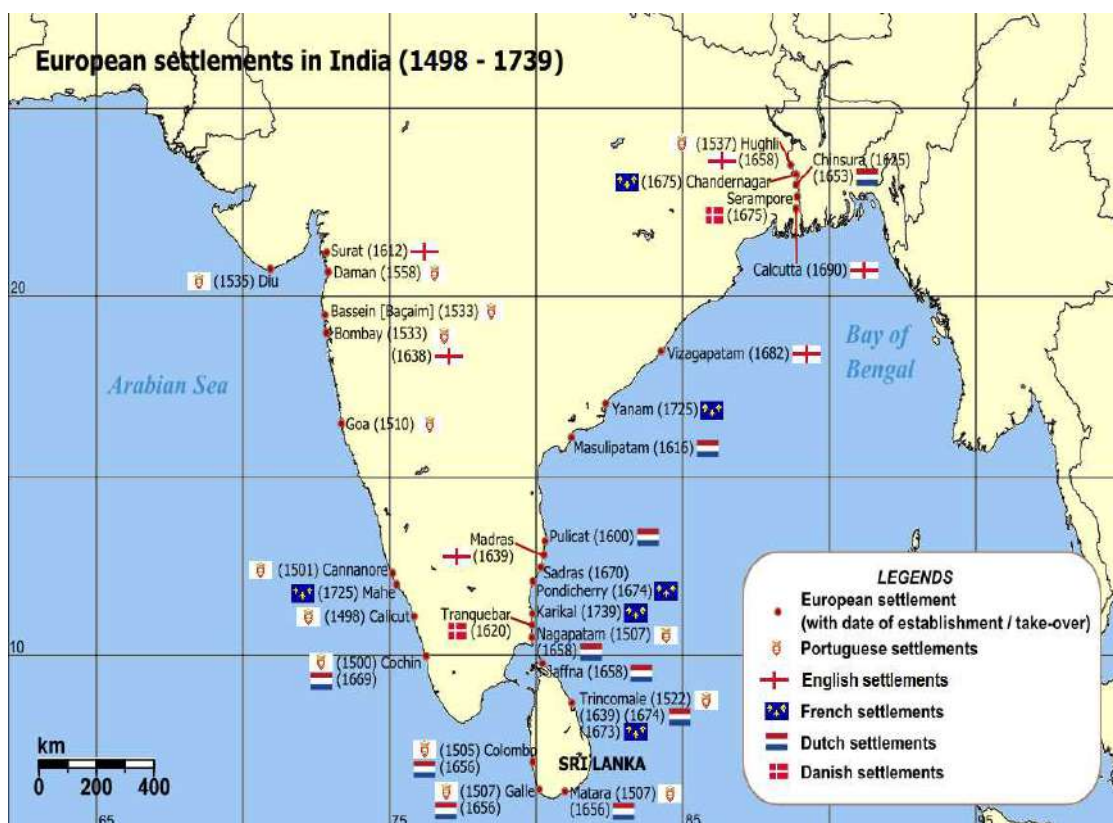 European settlements in India (1498 - 1739)
(1537) Hughli
(1658)
Chinsura (1625)
(1653)
(1675) Chandernagar
Serampore
(1675)
Calcutta (1690)
Surat (1612)
Daman (1558)
(1535) Diu
20
Bassein [Baçaim] (1533)
Bombay (1533)
(1638)
Arabian Sea
Bay of
Bengal
Vizagapatam (1682)
Yanam (1725)
Goa (1510)
Masulipatam (1616)
Pulicat (1600)
Madras
(1639)
Sadras (1670)
(1501) Cannanore
(1725) Mahe
Pondicherry (1674)
(1498) Calicut
Karikal (1739)
Tranquebar
(1620)
Nagapatam (1507)
(1658)
10
(1500) Cochin
(1669)
Jaffna (1658)
Trincomale (1522)
(1639) (1674)
(1673)
(1505) Colombo
(1656)
SRI LANKA
(1507) Galle
(1656)
Matara (1507)
(1656)
km
0 200 400
65
75
85
95
LEGENDS
European settlement
(with date of establishment / take-over)
Portuguese settlements
English settlements
French settlements
Dutch settlements
Danish settlements